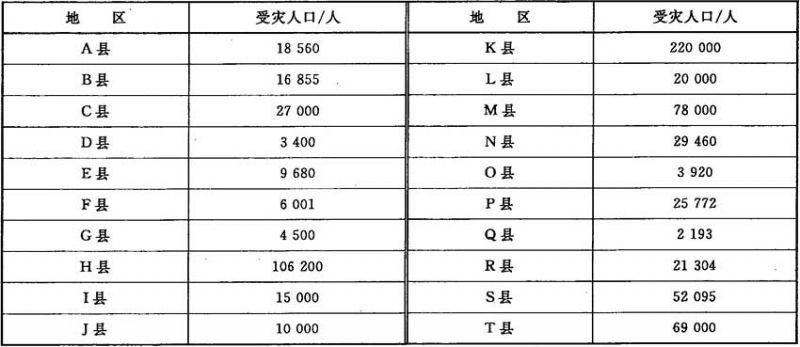 地 区 受灾人口/人 地 区 受灾人口/人
A县 18 560 K县 220 000
B县 16 855 L县 20 000
C县 27 000 M县 78 000
D县 3 400 N县 29 460
E县 9 680 O县 3 920
F县 6 001 P县 25 772
G县 4 500 Q县 2 193
H县 106 200 R县 21 304
I县 15 000 S县 52 095
J县 10 000 T县 69 000